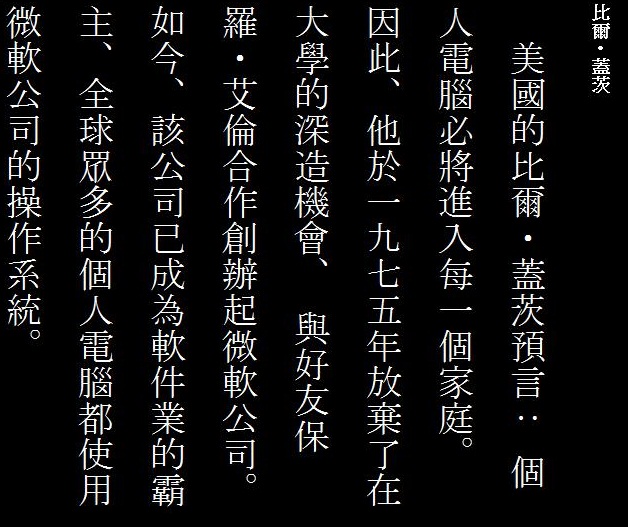 比爾・蓋茨
美國的比爾・蓋茨預言： 個
人電腦必將進入每一個家庭。
因此、他於一九七五年放棄了在
大學的深造機會、 與好友保
羅・艾倫合作創辦起微軟公司。
如今、該公司已成為軟件業的霸
主、全球眾多的個人電腦都使用
微軟公司的操作系統。